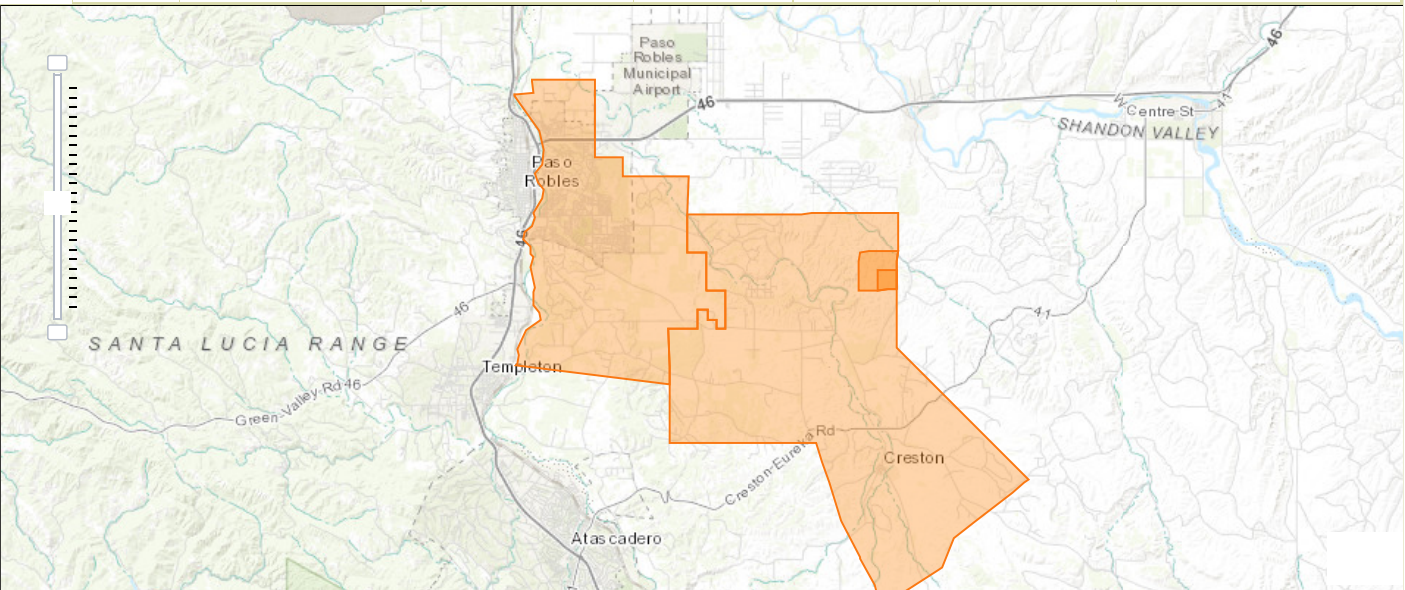 46
Paso
Robles
Municipal
Airport
46
W
Centre St
41
SHANDON VALLEY
Paso
Robles
46
46
41
SANTA LUCIA RANGE
Templeton
Green Valley Rd 46
Creston-Eureka Rd
Creston
Atascadero